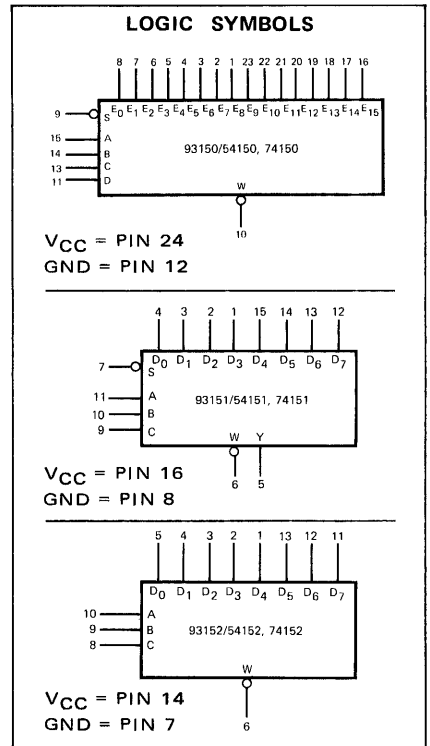 LOGIC SYMBOLS
8 7 6 5 4 3 2 1 23 22 21 20 19 18 17 16
9 S E0 E1 E2 E3 E4 E5 E6 E7 E8 E9 E10 E11 E12 E13 E14 E15
15 A
14 B
13 C
11 D
93150/54150, 74150
W
10
VCC = PIN 24
GND = PIN 12
4 3 2 1 15 14 13 12
D0 D1 D2 D3 D4 D5 D6 D7
7 S
11 A
10 B
9 C
93151/54151, 74151
W Y
6 5
VCC = PIN 16
GND = PIN 8
5 4 3 2 1 13 12 11
D0 D1 D2 D3 D4 D5 D6 D7
10 A
9 B
8 C
93152/54152, 74152
W
6
VCC = PIN 14
GND = PIN 7